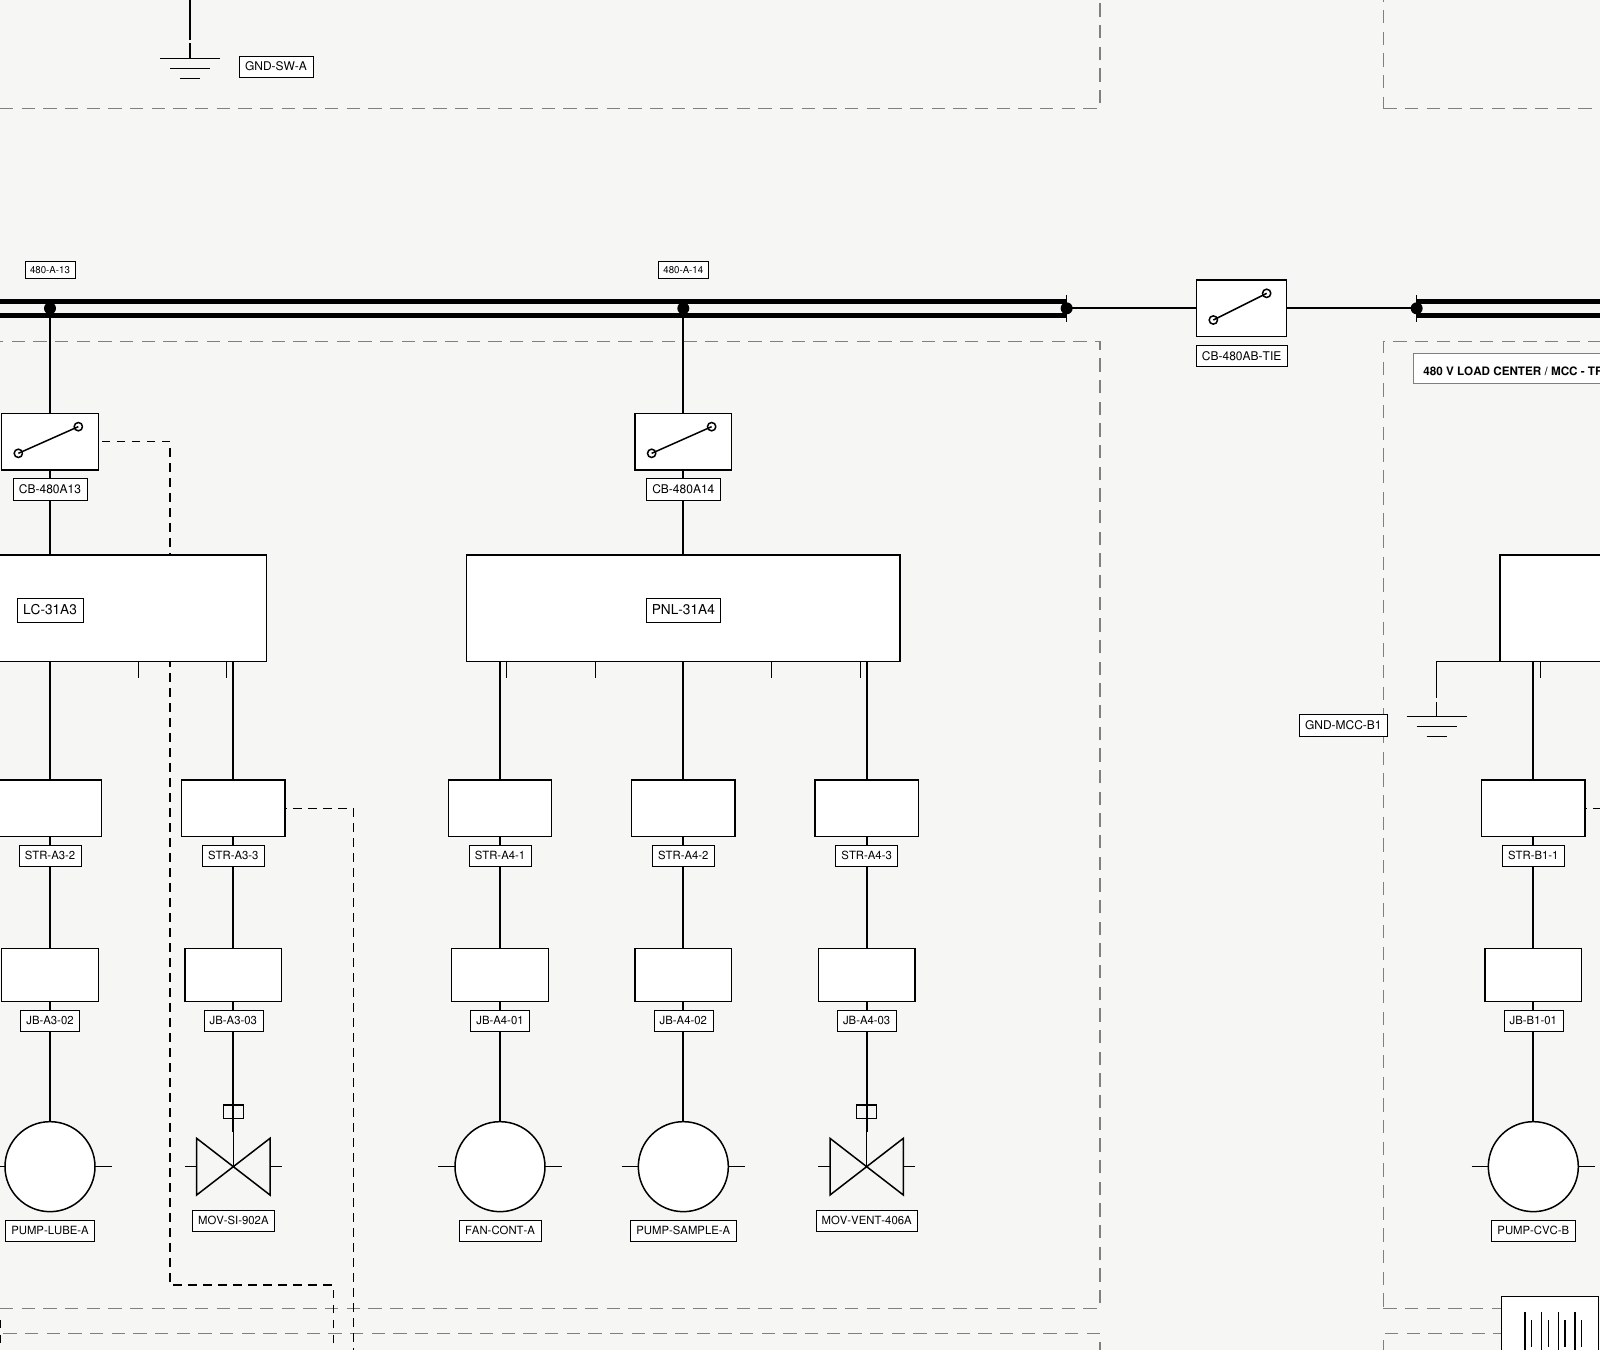 GND-SW-A
480-A-13
480-A-14
CB-480AB-TIE
480 V LOAD CENTER / MCC -
CB-480A13
CB-480A14
LC-31A3
PNL-31A4
GND-MCC-B1
STR-A3-2
STR-A3-3
STR-A4-1
STR-A4-2
STR-A4-3
STR-B1-1
JB-A3-02
JB-A3-03
JB-A4-01
JB-A4-02
JB-A4-03
JB-B1-01
PUMP-LUBE-A
MOV-SI-902A
FAN-CONT-A
PUMP-SAMPLE-A
MOV-VENT-406A
PUMP-CVC-B